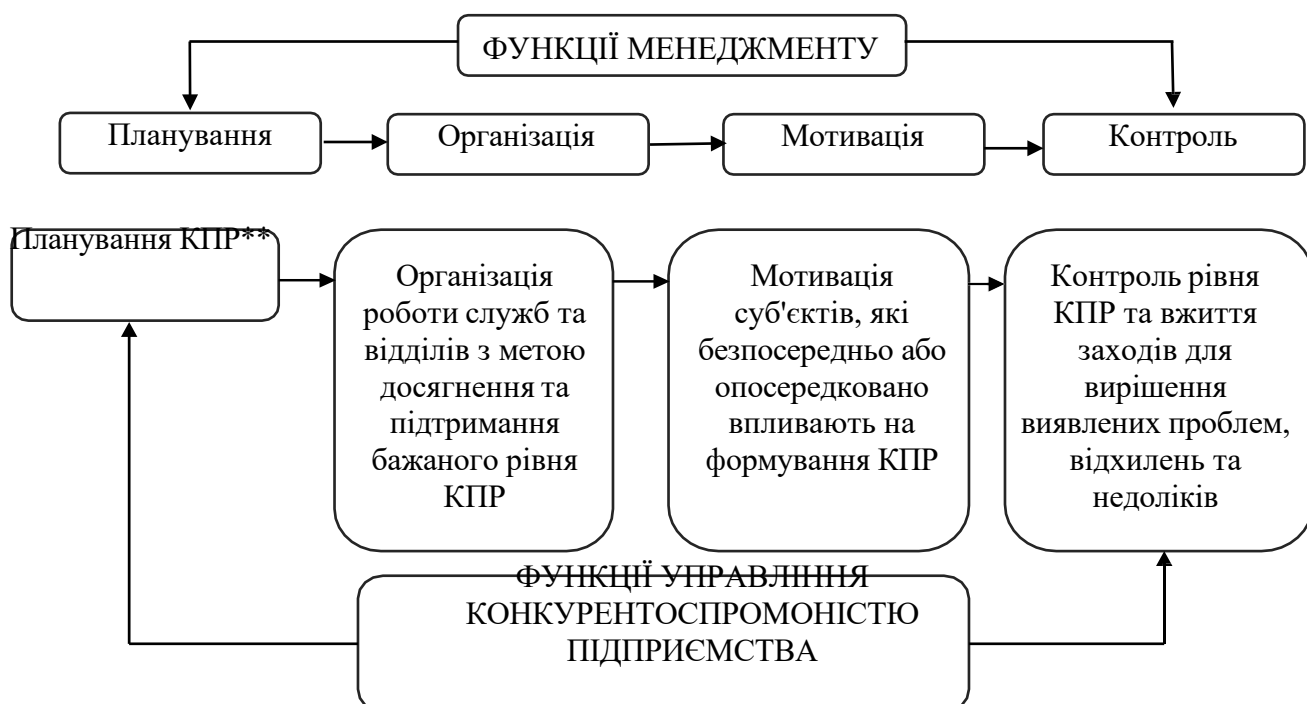 ФУНКЦІЇ МЕНЕДЖМЕНТУ
Планування
Організація
Мотивація
Контроль
Планування КПР**
Організація
роботи служб та
відділів з метою
досягнення та
підтримання
бажаного рівня
КПР
Мотивація
суб'єктів, які
безпосередньо або
опосередковано
впливають на
формування КПР
Контроль рівня
КПР та вжиття
заходів для
вирішення
виявлених проблем,
відхилень та
недоліків
ФУНКЦІЇ УПРАВЛІННЯ
КОНКУРЕНТОСПРОМОНІСТЮ
ПІДПРИЄМСТВА